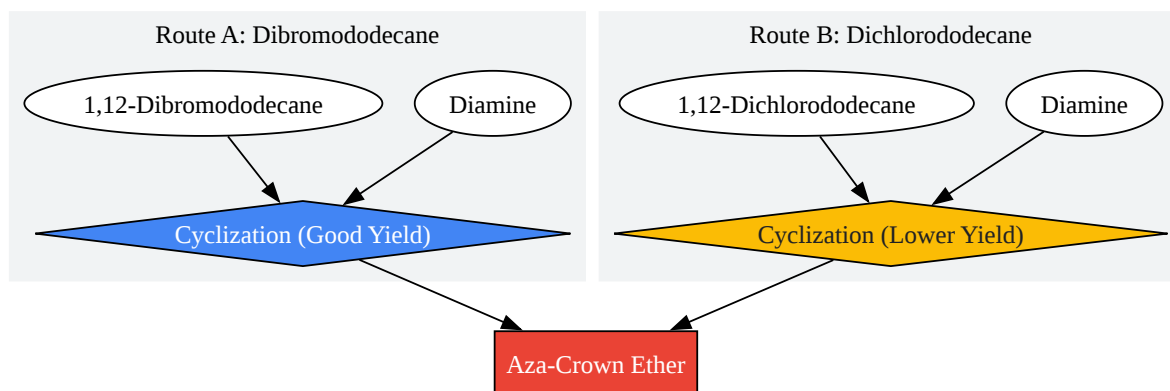 Route A: Dibromododecane
Route B: Dichlorododecane
1,12-Dibromododecane
Diamine
1,12-Dichlorododecane
Diamine
Cyclization (Good Yield)
Cyclization (Lower Yield)
Aza-Crown Ether